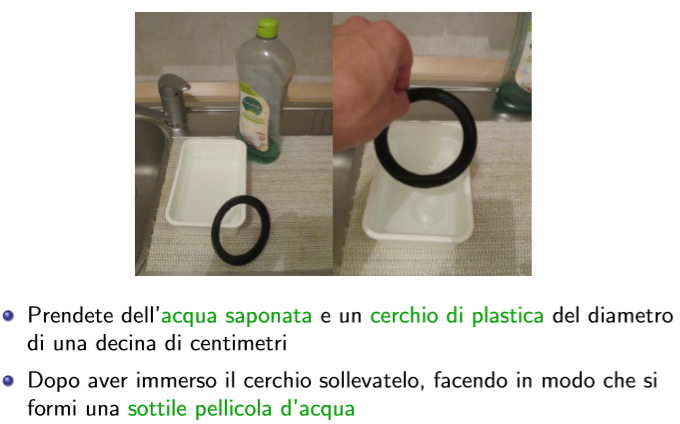 Prendete dell'acqua saponata e un cerchio di plastica del diametro
di una decina di centimetri
Dopo aver immerso il cerchio sollevatelo, facendo in modo che si
formi una sottile pellicola d'acqua